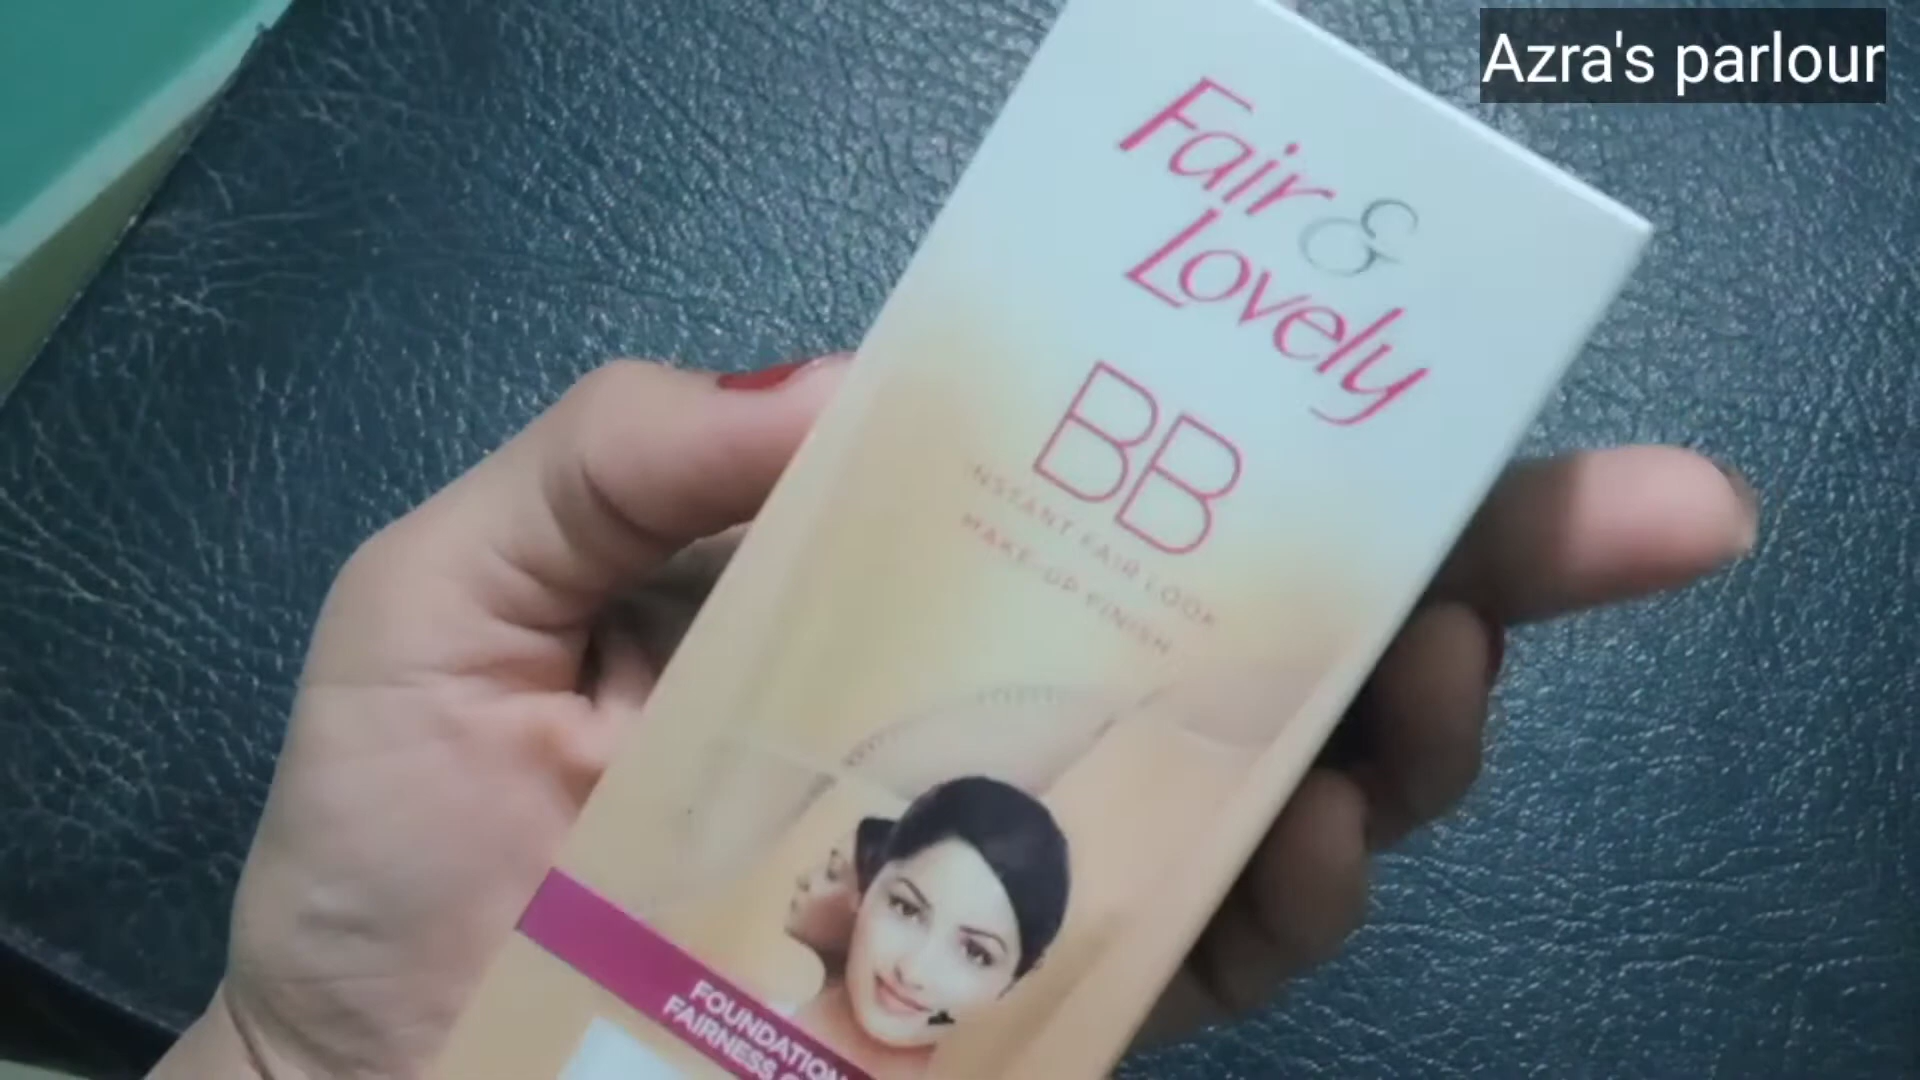 Azra's parlour
Fair &
Lovely
BB
INSTANT FAIR LOOK
MAKE-UP FINISH
FOUNDATION
FAIRNESS